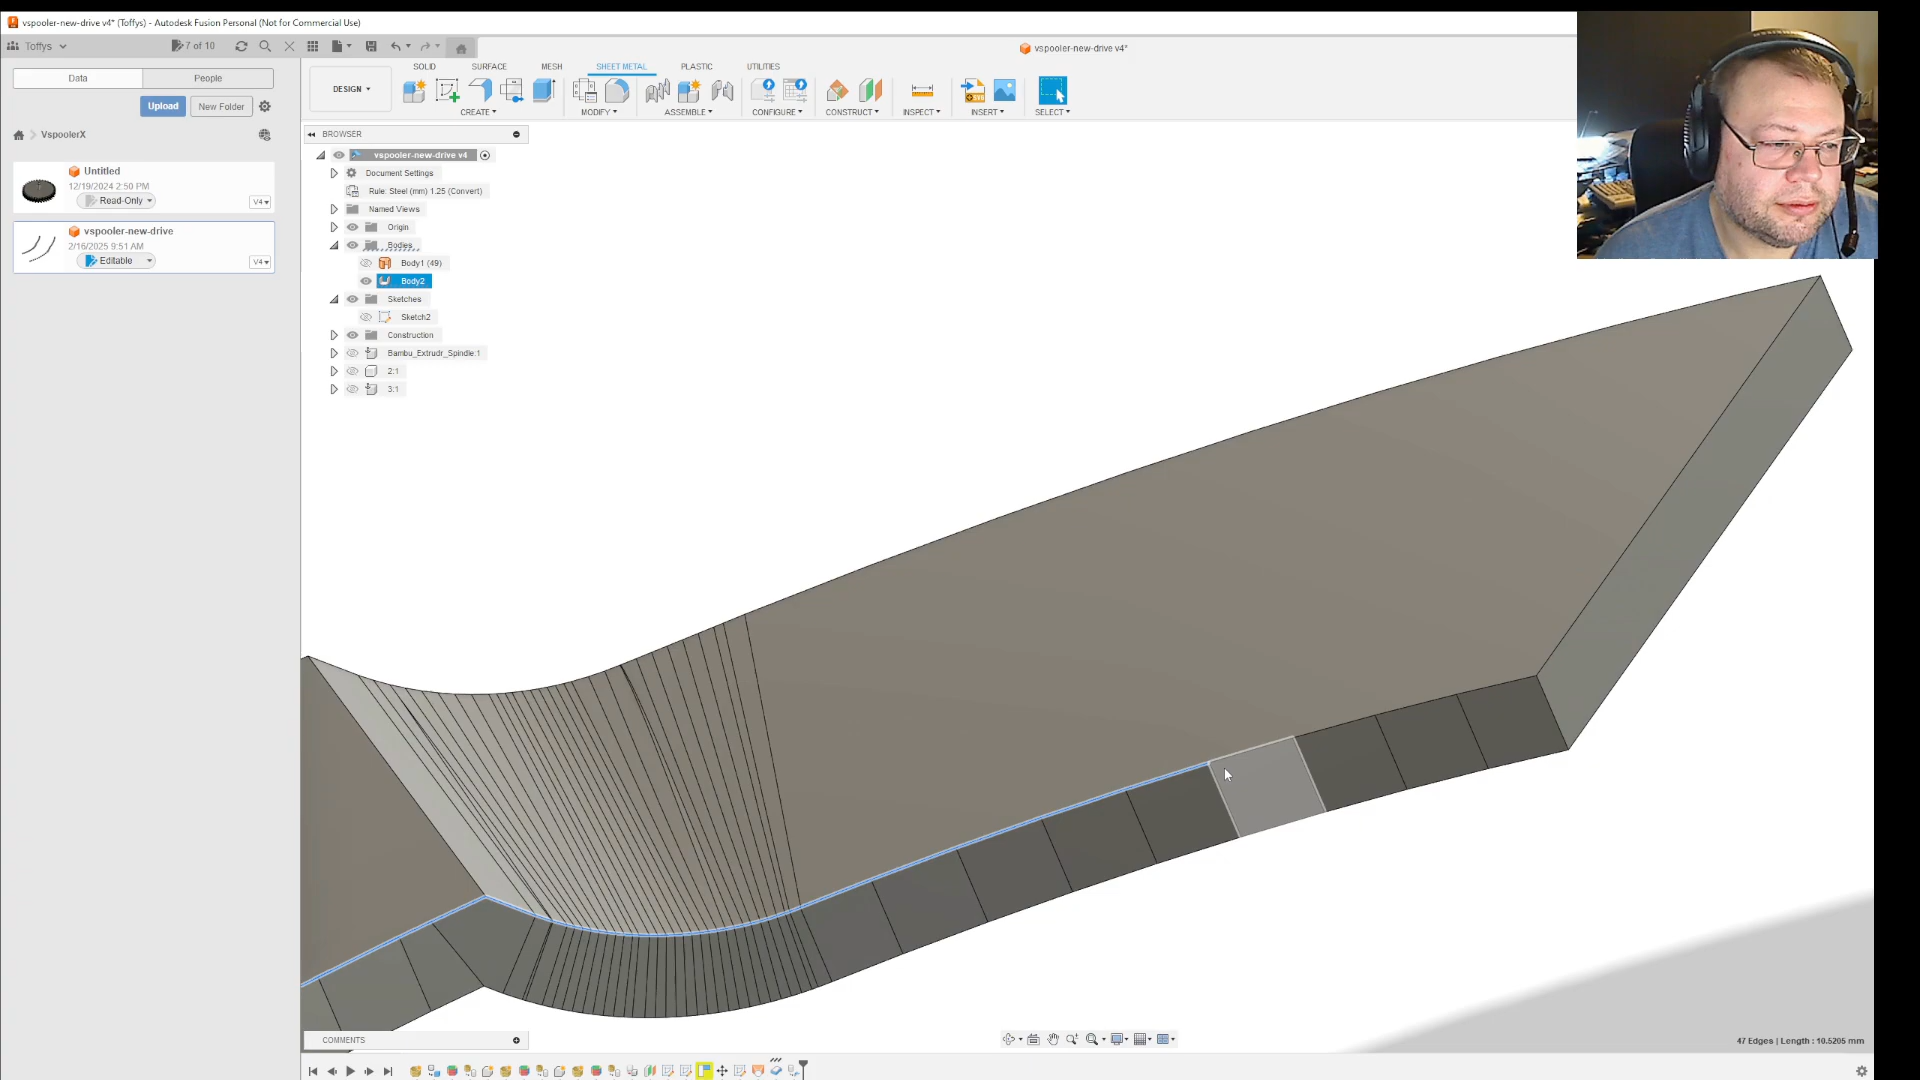 vspooler-new-drive v4* (Toffys) - Autodesk Fusion Personal (Not for Commercial Use)
Toffys
7 of 10
vspooler-new-drive v4*
Data
People
Upload
New Folder
VspoolerX
Untitled
12/19/2024 2:50 PM
Read-Only
V4
vspooler-new-drive
2/16/2025 9:51 AM
Editable
V4
DESIGN
SOLID
SURFACE
MESH
SHEET METAL
PLASTIC
UTILITIES
CREATE
MODIFY
ASSEMBLE
CONFIGURE
CONSTRUCT
INSPECT
INSERT
SELECT
BROWSER
vspooler-new-drive v4
Document Settings
Rule: Steel (mm) 1.25 (Convert)
Named Views
Origin
Bodies
Body1 (49)
Body2
Sketches
Sketch2
Construction
Bambu_Extrudr_Spindle:1
2:1
3:1
COMMENTS
47 Edges | Length : 10.5205 mm